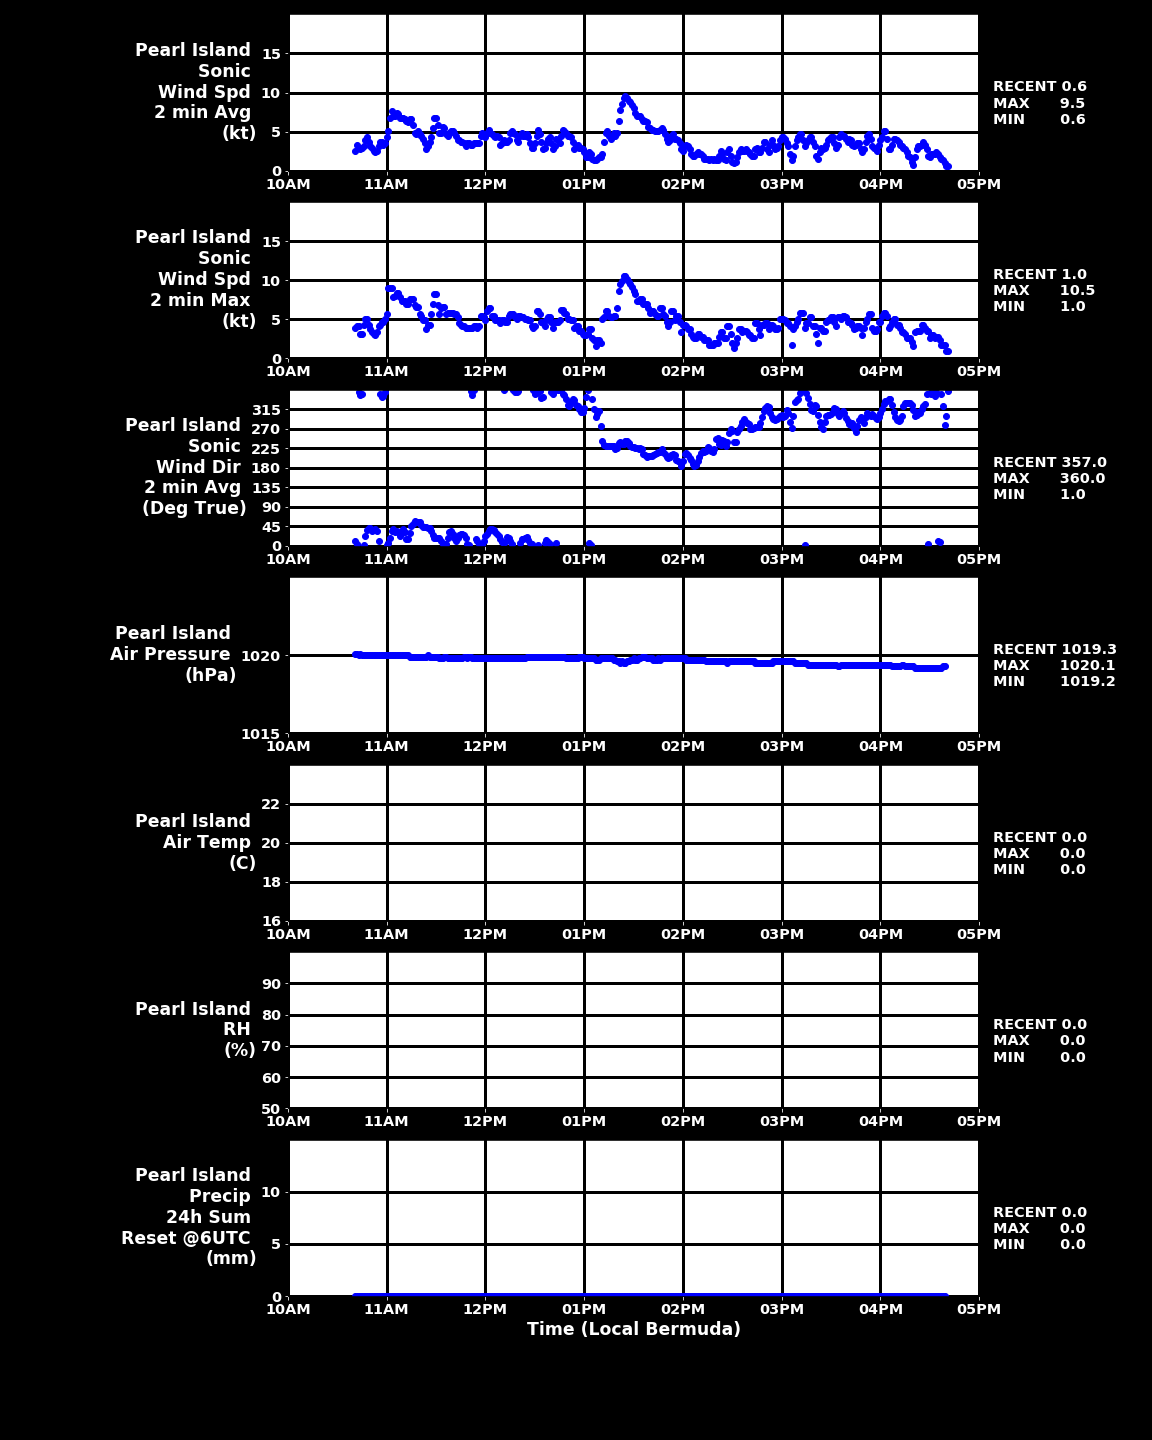 Pearl Island
Sonic
Wind Spd
2 min Avg
(kt)
15
10
5
0
10AM 11AM 12PM 01PM 02PM 03PM 04PM 05PM
RECENT 0.6
MAX 9.5
MIN 0.6
Pearl Island
Sonic
Wind Spd
2 min Max
(kt)
15
10
5
0
10AM 11AM 12PM 01PM 02PM 03PM 04PM 05PM
RECENT 1.0
MAX 10.5
MIN 1.0
Pearl Island
Sonic
Wind Dir
2 min Avg
(Deg True)
315
270
225
180
135
90
45
0
10AM 11AM 12PM 01PM 02PM 03PM 04PM 05PM
RECENT 357.0
MAX 360.0
MIN 1.0
Pearl Island
Air Pressure
(hPa)
1020
1015
10AM 11AM 12PM 01PM 02PM 03PM 04PM 05PM
RECENT 1019.3
MAX 1020.1
MIN 1019.2
Pearl Island
Air Temp
(C)
22
20
18
16
10AM 11AM 12PM 01PM 02PM 03PM 04PM 05PM
RECENT 0.0
MAX 0.0
MIN 0.0
Pearl Island
RH
(%)
90
80
70
60
50
10AM 11AM 12PM 01PM 02PM 03PM 04PM 05PM
RECENT 0.0
MAX 0.0
MIN 0.0
Pearl Island
Precip
24h Sum
Reset @6UTC
(mm)
10
5
0
10AM 11AM 12PM 01PM 02PM 03PM 04PM 05PM
RECENT 0.0
MAX 0.0
MIN 0.0
Time (Local Bermuda)